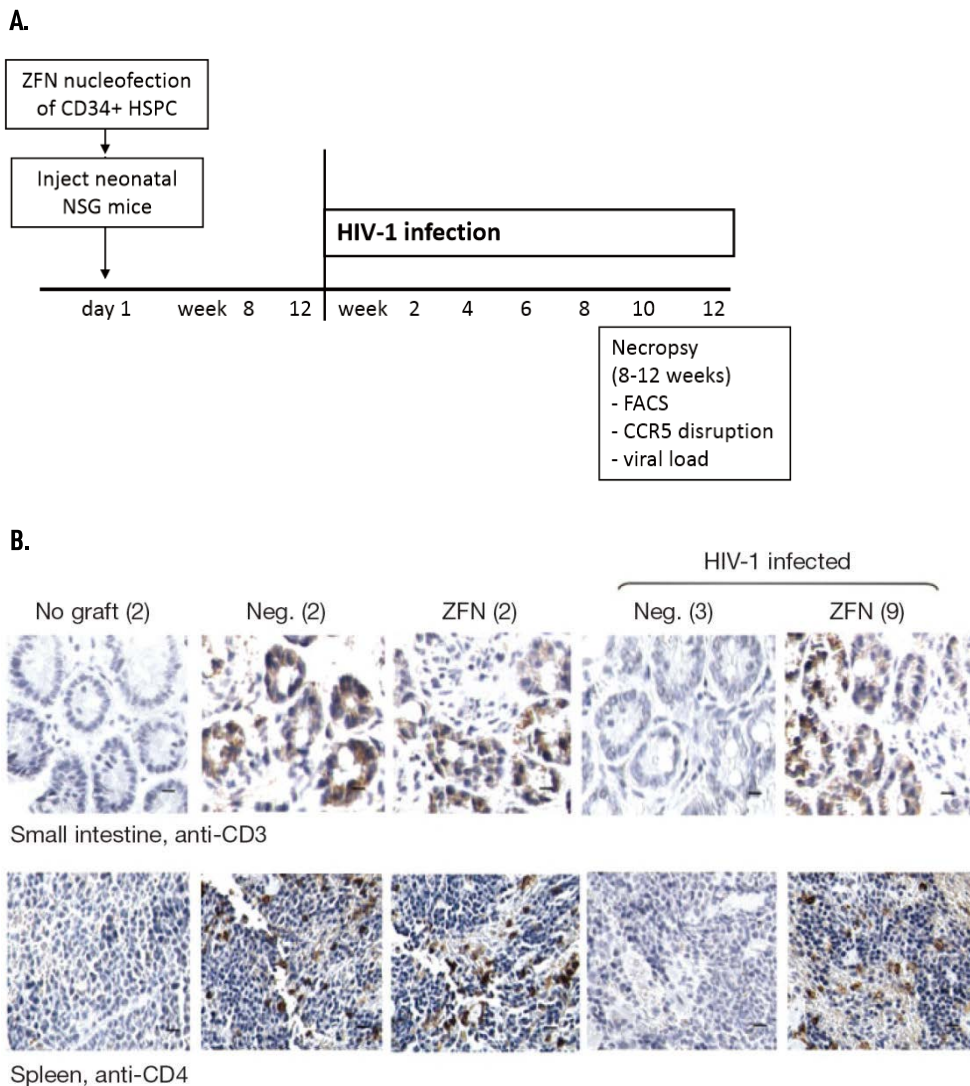 A.
ZFN nucleofection
of CD34+ HSPC
Inject neonatal
NSG mice
HIV-1 infection
day 1 week 8 12 week 2 4 6 8 10 12
Necropsy
(8-12 weeks)
- FACS
- CCR5 disruption
- viral load
B.
HIV-1 infected
No graft (2) Neg. (2) ZFN (2) Neg. (3) ZFN (9)
Small intestine, anti-CD3
Spleen, anti-CD4